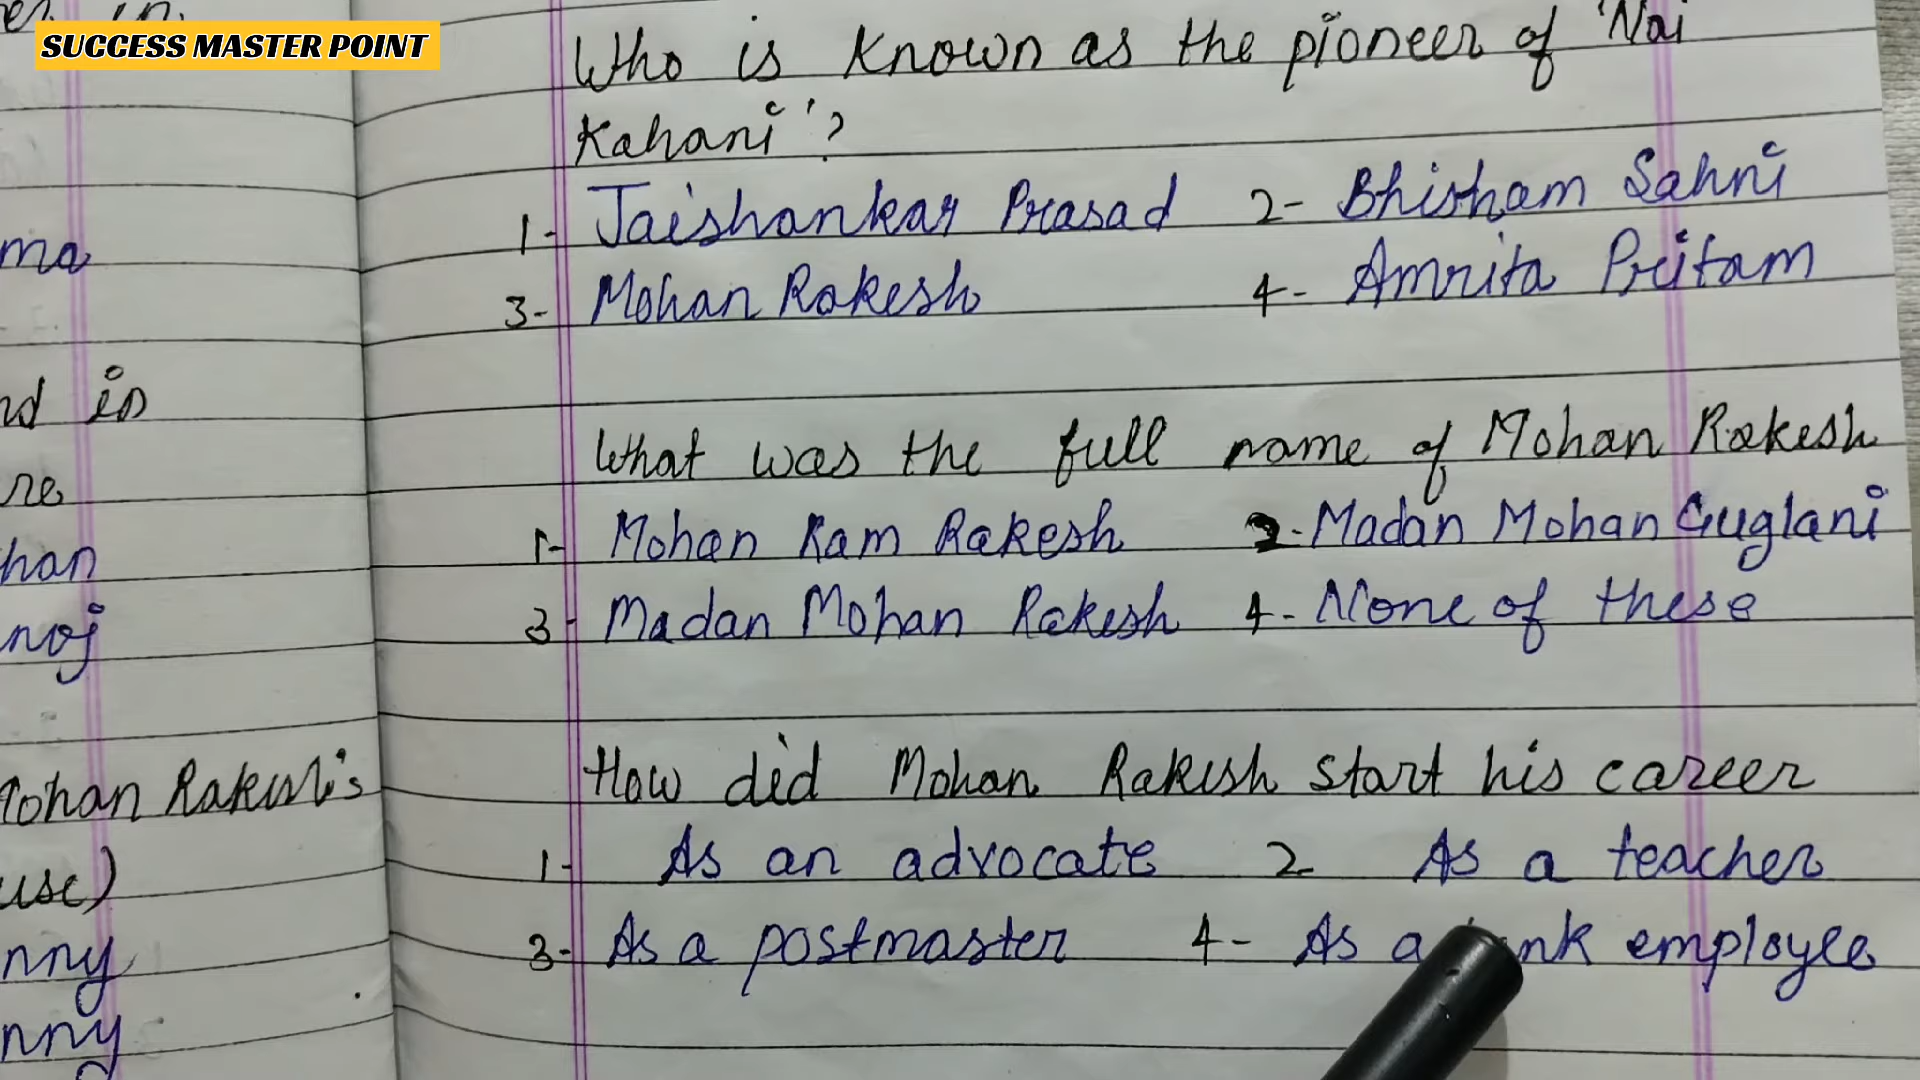 SUCCESS MASTER POINT
ma
re
han
noj
Mohan Rakesh's
use)
nny
nny
Who is known as the pioneer of 'Nai
Kahani'?
1- Jaishankar Prasad 2- Bhisham Sahni
3- Mohan Rakesh 4- Amrita Pritam
What was the full name of Mohan Rakesh
1- Mohan Ram Rakesh 2- Madan Mohan Guglani
3- Madan Mohan Rakesh 4- None of these
How did Mohan Rakesh start his career
1- As an advocate 2- As a teacher
3- As a postmaster 4- As a employee